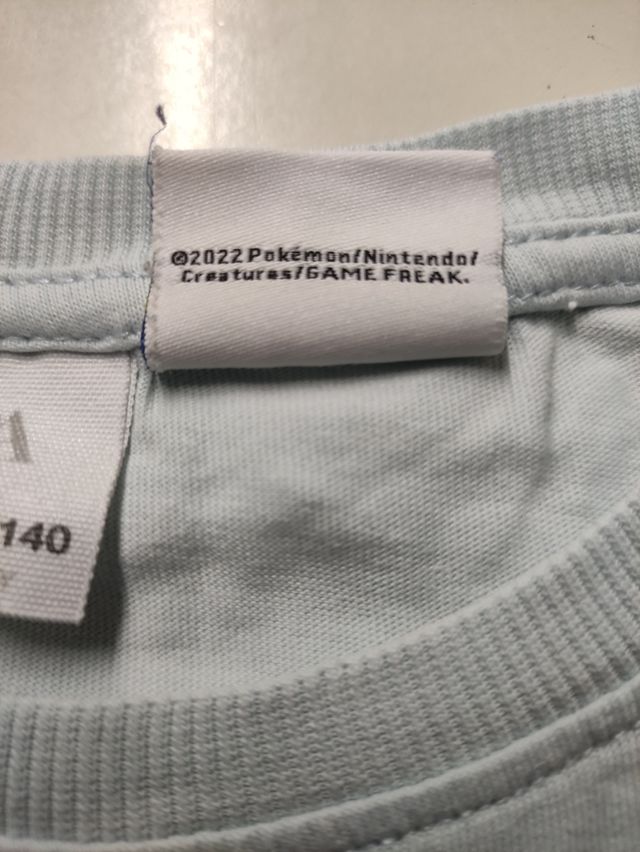 ©2022 Pokémon/Nintendo/
Creatures/GAME FREAK.
140